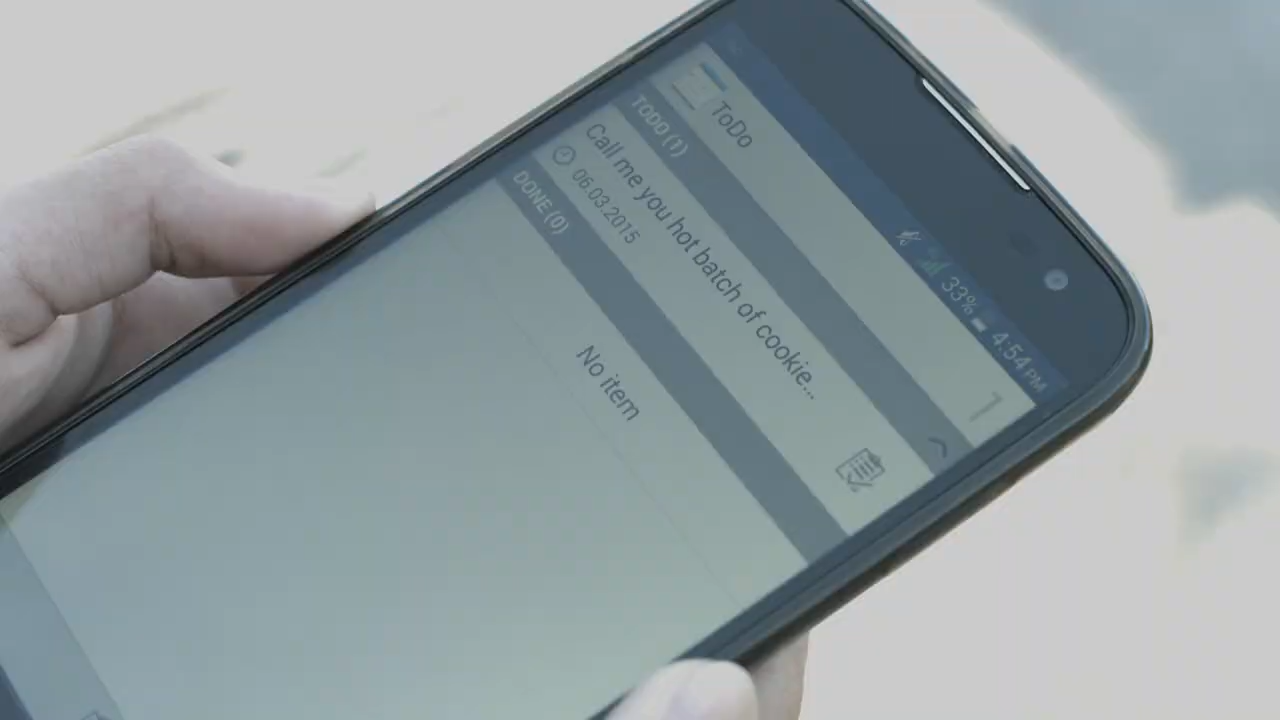 33% 4:54 PM
ToDo
1
TODO (1)
Call me you hot batch of cookie...
06.03.2015
DONE (0)
No item